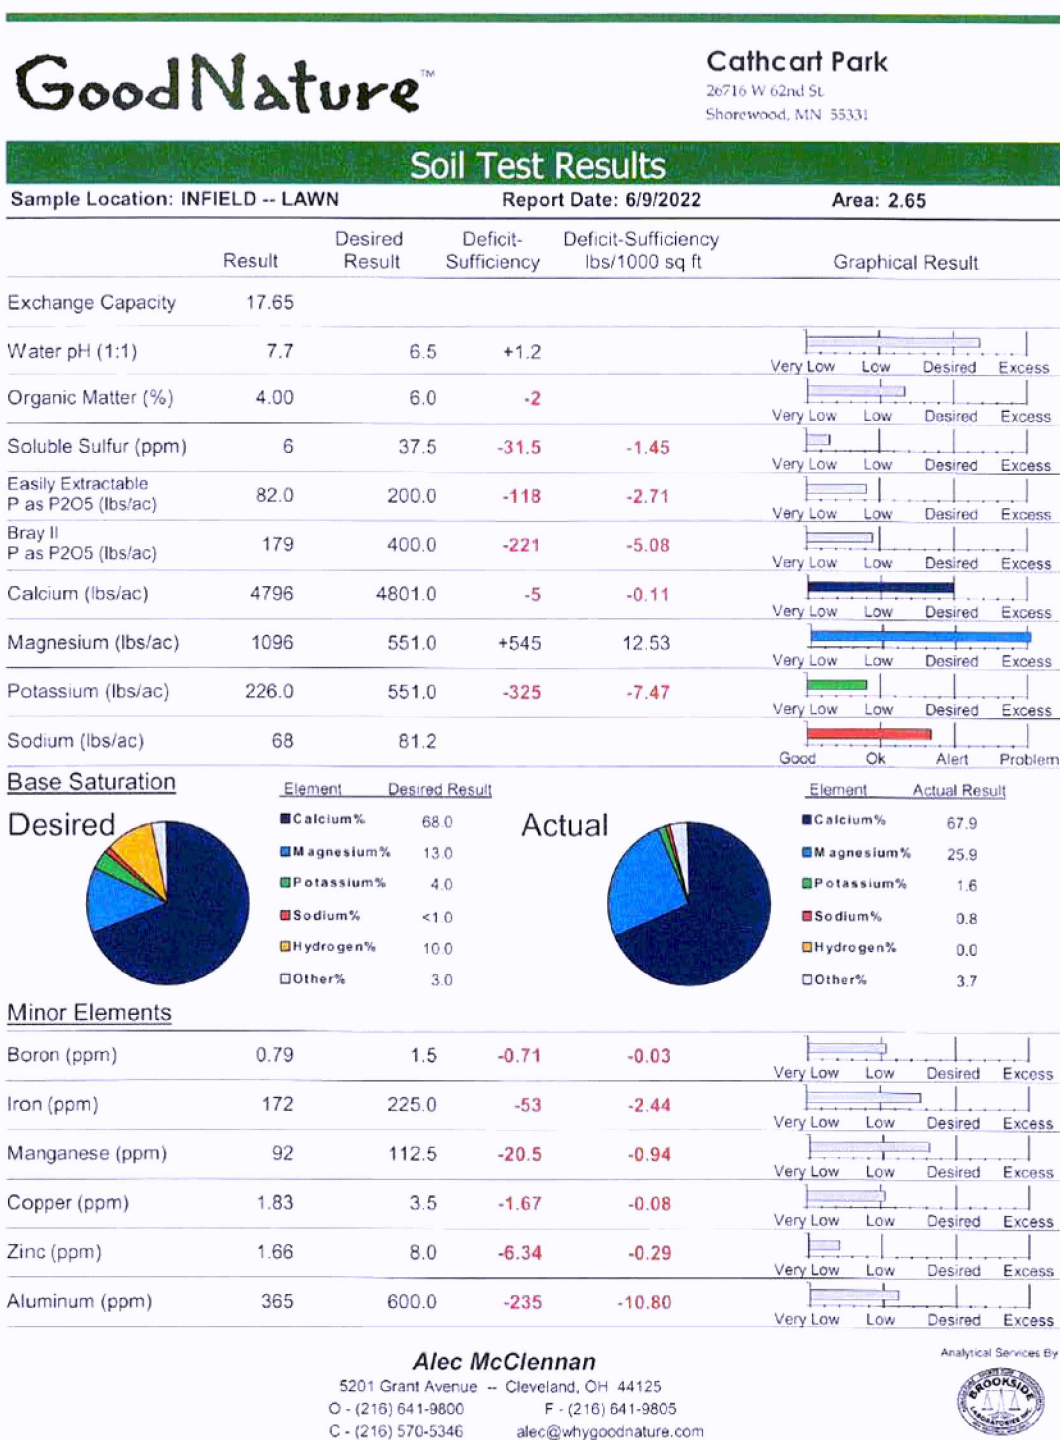 GoodNature™
Cathcart Park
26716 W 62nd St.
Shorewood, MN 55331
Soil Test Results
Sample Location: INFIELD -- LAWN Report Date: 6/9/2022 Area: 2.65
Result Desired Result Deficit-Sufficiency Deficit-Sufficiency lbs/1000 sq ft Graphical Result
Exchange Capacity 17.65
Water pH (1:1) 7.7 6.5 +1.2
Very Low Low Desired Excess
Organic Matter (%) 4.00 6.0 -2
Very Low Low Desired Excess
Soluble Sulfur (ppm) 6 37.5 -31.5 -1.45
Very Low Low Desired Excess
Easily Extractable
P as P2O5 (lbs/ac) 82.0 200.0 -118 -2.71
Very Low Low Desired Excess
Bray II
P as P2O5 (lbs/ac) 179 400.0 -221 -5.08
Very Low Low Desired Excess
Calcium (lbs/ac) 4796 4801.0 -5 -0.11
Very Low Low Desired Excess
Magnesium (lbs/ac) 1096 551.0 +545 12.53
Very Low Low Desired Excess
Potassium (lbs/ac) 226.0 551.0 -325 -7.47
Very Low Low Desired Excess
Sodium (lbs/ac) 68 81.2
Good Ok Alert Problem
Base Saturation
Desired
Element Desired Result
Calcium% 68.0
Magnesium% 13.0
Potassium% 4.0
Sodium% <1.0
Hydrogen% 10.0
Other% 3.0
Actual
Element Actual Result
Calcium% 67.9
Magnesium% 25.9
Potassium% 1.6
Sodium% 0.8
Hydrogen% 0.0
Other% 3.7
Minor Elements
Boron (ppm) 0.79 1.5 -0.71 -0.03
Very Low Low Desired Excess
Iron (ppm) 172 225.0 -53 -2.44
Very Low Low Desired Excess
Manganese (ppm) 92 112.5 -20.5 -0.94
Very Low Low Desired Excess
Copper (ppm) 1.83 3.5 -1.67 -0.08
Very Low Low Desired Excess
Zinc (ppm) 1.66 8.0 -6.34 -0.29
Very Low Low Desired Excess
Aluminum (ppm) 365 600.0 -235 -10.80
Very Low Low Desired Excess
Alec McClennan
5201 Grant Avenue -- Cleveland, OH 44125
O - (216) 641-9800 F - (216) 641-9805
C - (216) 570-5346 alec@whygoodnature.com
Analytical Services By
BROOKSIDE
LABORATORIES INC.